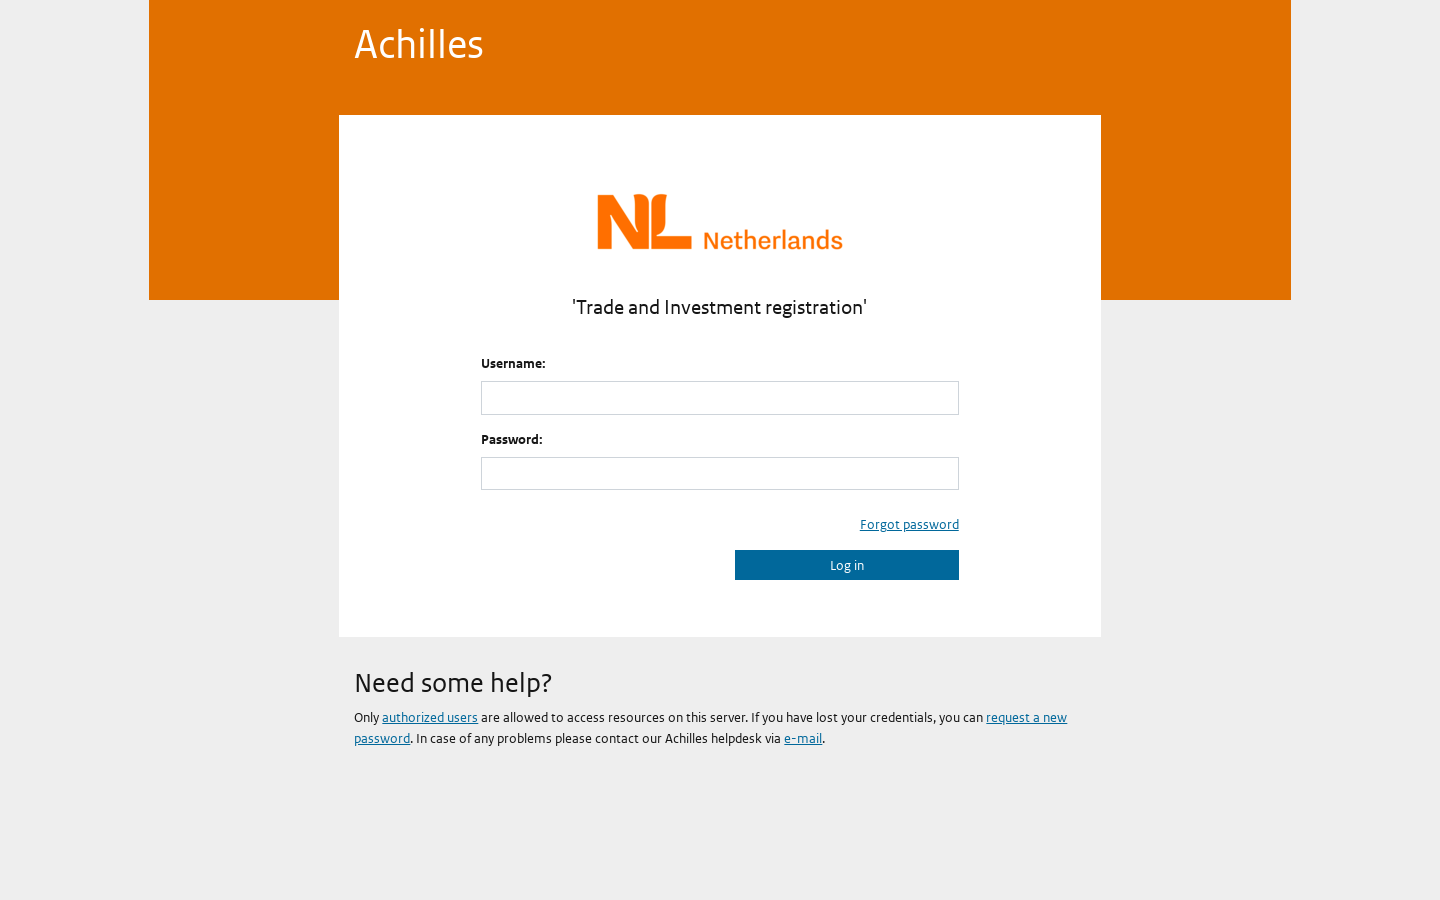 Achilles
NL Netherlands
'Trade and Investment registration'
Username:
Password:
Forgot password
Log in
Need some help?
Only authorized users are allowed to access resources on this server. If you have lost your credentials, you can request a new
password. In case of any problems please contact our Achilles helpdesk via e-mail.